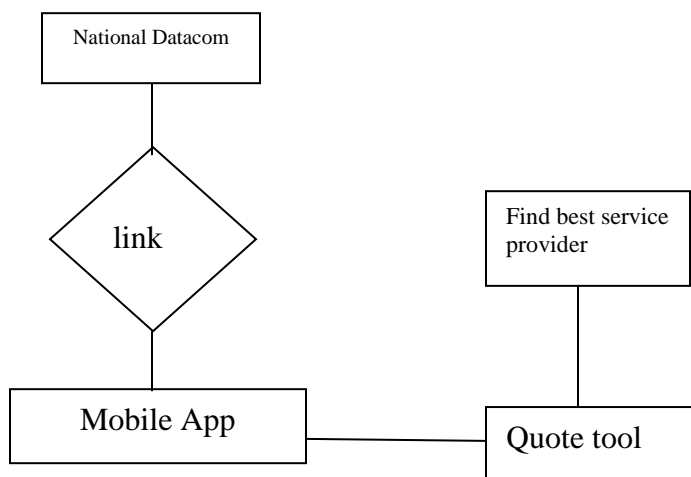 National Datacom
link
Find best service
provider
Mobile App
Quote tool